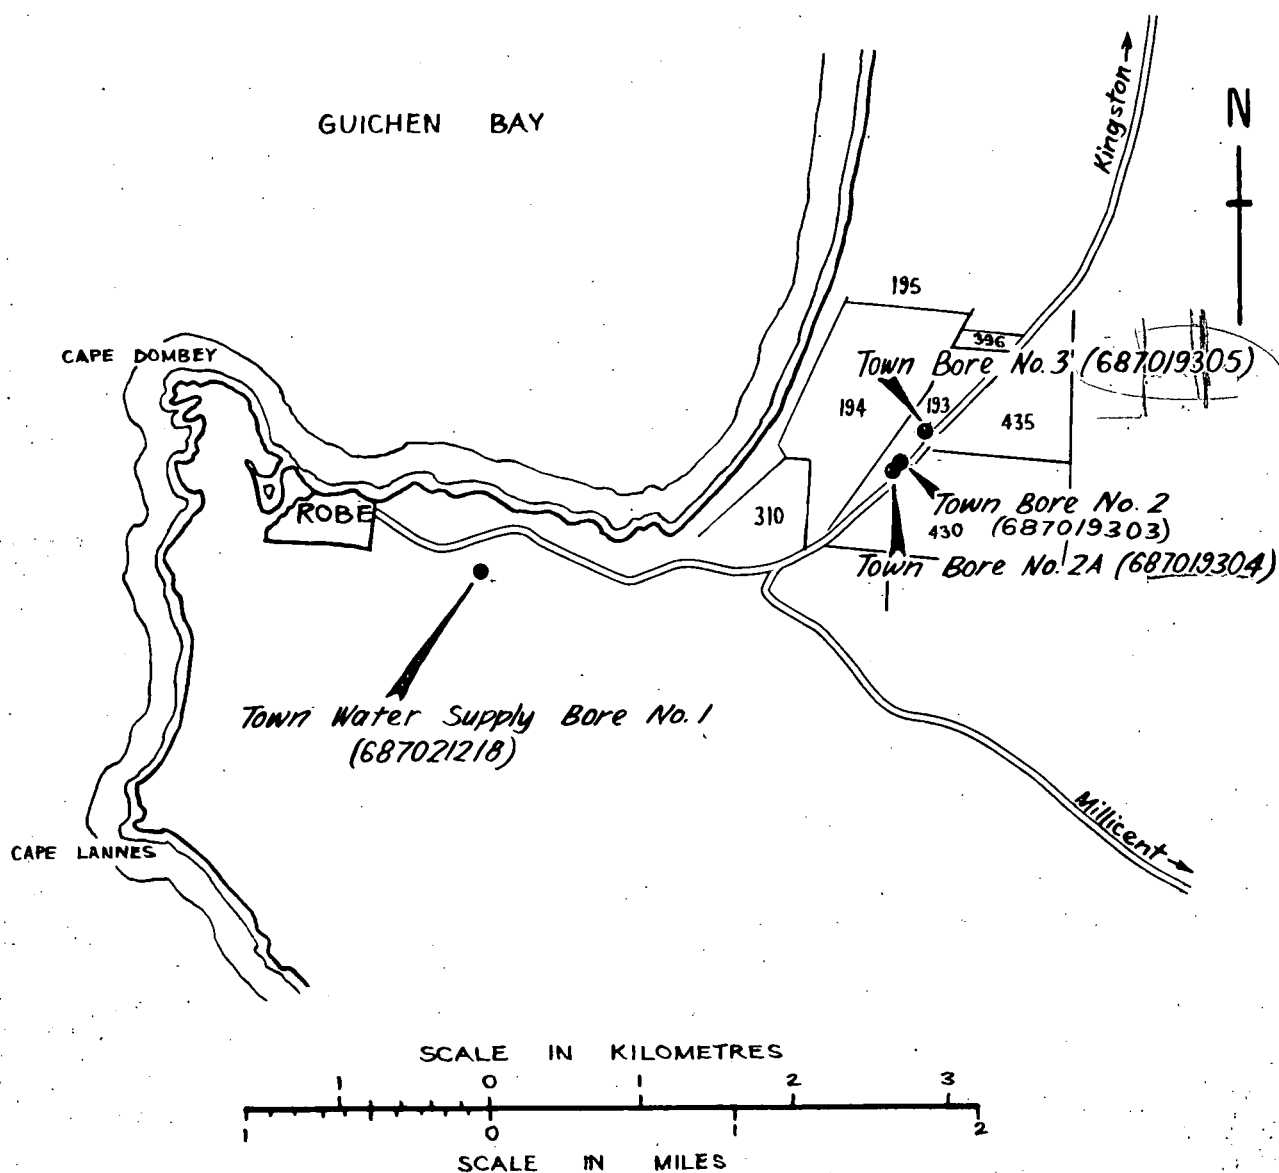 GUICHEN BAY
Kingston
N
195
396
CAPE DOMBEY
Town Bore No. 3 (687019305)
194
193
435
ROBE
310
Town Bore No. 2
430
(687019303)
Town Bore No. 2A (687019304)
Town Water Supply Bore No. 1
(687021218)
Millicent
CAPE LANNES
SCALE IN KILOMETRES
1 0 1 2 3
1 0 1 2
SCALE IN MILES